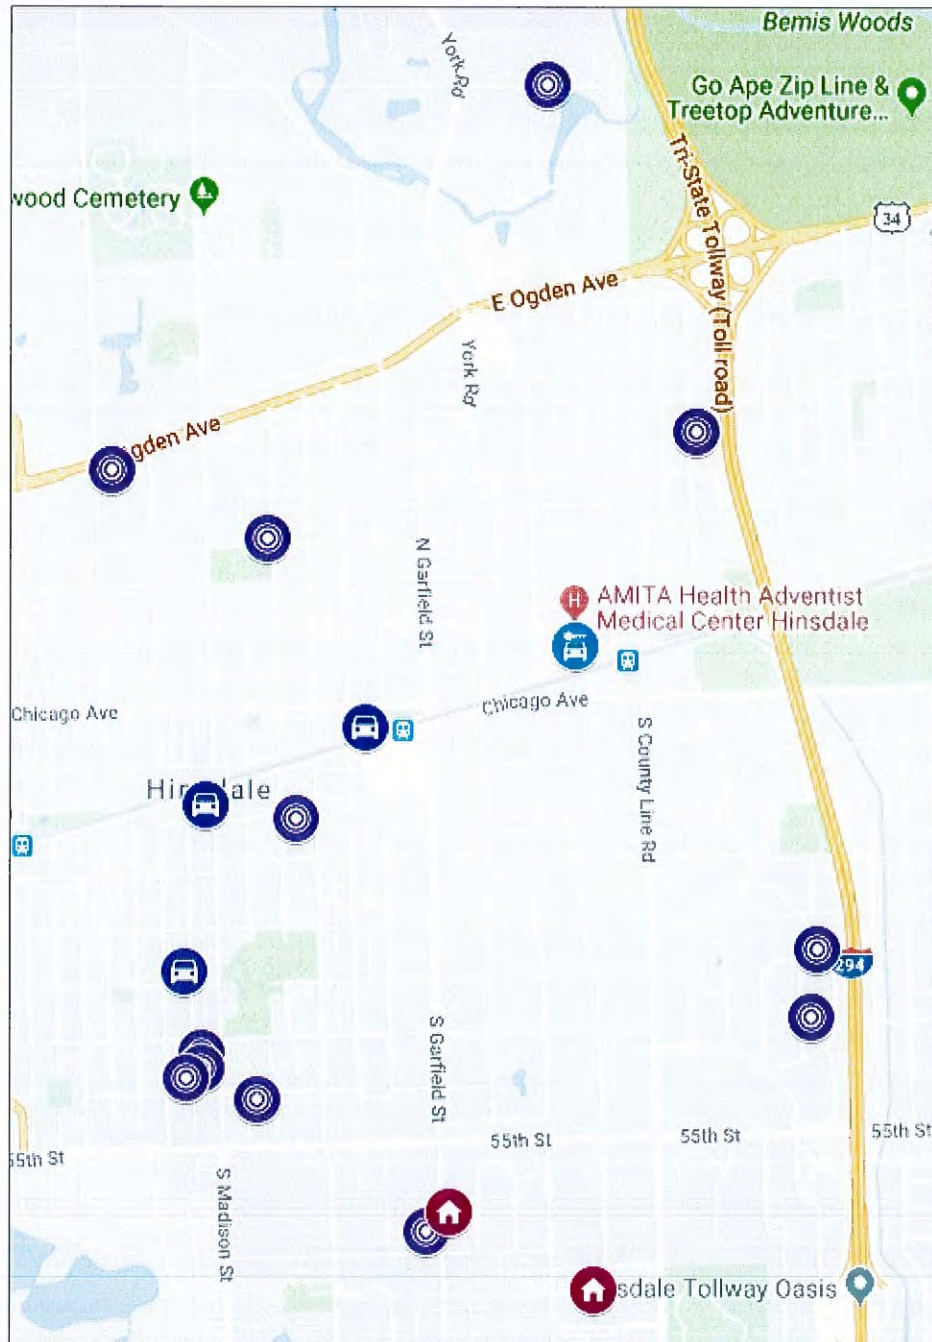 Bemis Woods
York Rd
Go Ape Zip Line &
Treetop Adventure...
Tri-State Tollway (Toll road)
wood Cemetery
34
E Ogden Ave
York Rd
gden Ave
N Garfield St
H
AMITA Health Adventist
Medical Center Hinsdale
Chicago Ave
Chicago Ave
S County Line Rd
Hin dale
294
S Garfield St
55th St
55th St
55th St
55th St
S Madison St
sdale Tollway Oasis